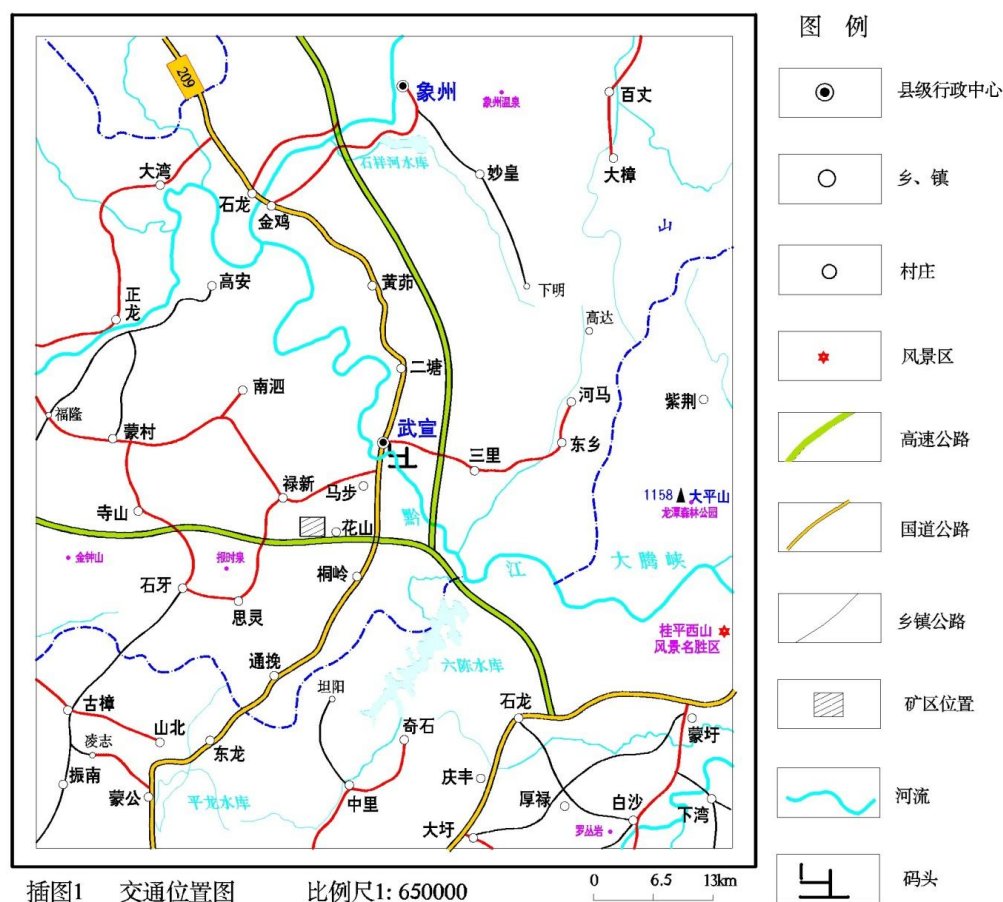 图 例
县级行政中心
乡、镇
村庄
风景区
高速公路
国道公路
乡镇公路
矿区位置
河流
码头
209
象州
象州温泉
百丈
石祥河水库
大湾
妙皇
大樟
石龙
金鸡
山
高安
黄茆
下明
正龙
高达
二塘
南泗
河马
紫荆
福隆
蒙村
武宣
东乡
三里
禄新
马步
1158
大平山
龙潭森林公园
寺山
花山
黔
江
大 腾 峡
金钟山
报时泉
桐岭
石牙
思灵
桂平西山
风景名胜区
六陈水库
通挽
坦阳
古樟
石龙
山北
奇石
蒙圩
凌志
东龙
振南
庆丰
蒙公
平龙水库
中里
厚禄
白沙
下湾
大圩
罗丛岩
插图1 交通位置图 比例尺1: 650000
0 6.5 13km